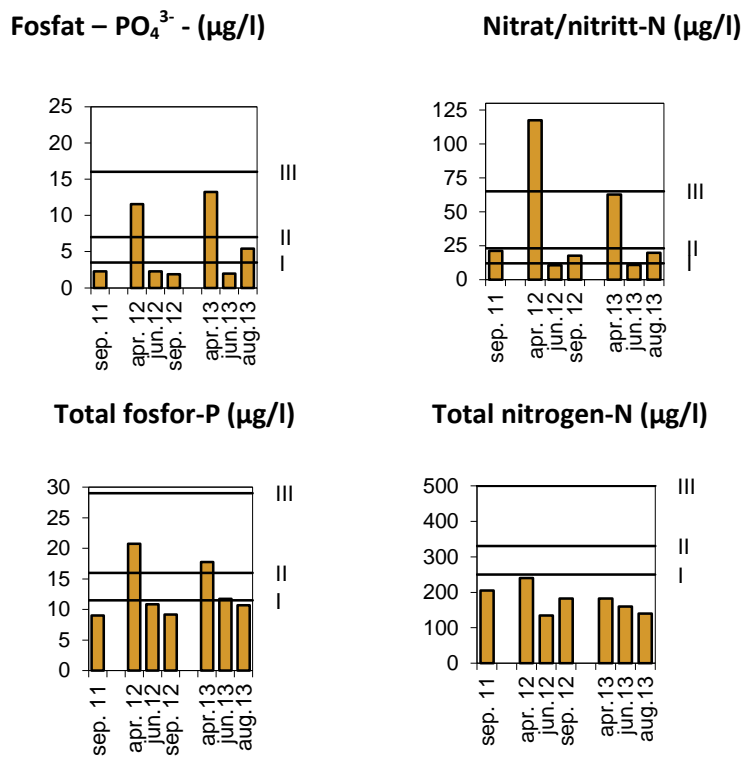 Fosfat – PO₄³⁻ - (µg/l)
25
20
15
10
5
0
III
II
I
sep. 11
apr. 12
jun. 12
sep. 12
apr. 13
jun. 13
aug.13
Nitrat/nitritt-N (µg/l)
125
100
75
50
25
0
III
II
I
sep. 11
apr. 12
jun. 12
sep. 12
apr. 13
jun. 13
aug.13
Total fosfor-P (µg/l)
30
25
20
15
10
5
0
III
II
I
sep. 11
apr. 12
jun. 12
sep. 12
apr. 13
jun. 13
aug.13
Total nitrogen-N (µg/l)
500
400
300
200
100
0
III
II
I
sep. 11
apr. 12
jun. 12
sep. 12
apr. 13
jun. 13
aug.13